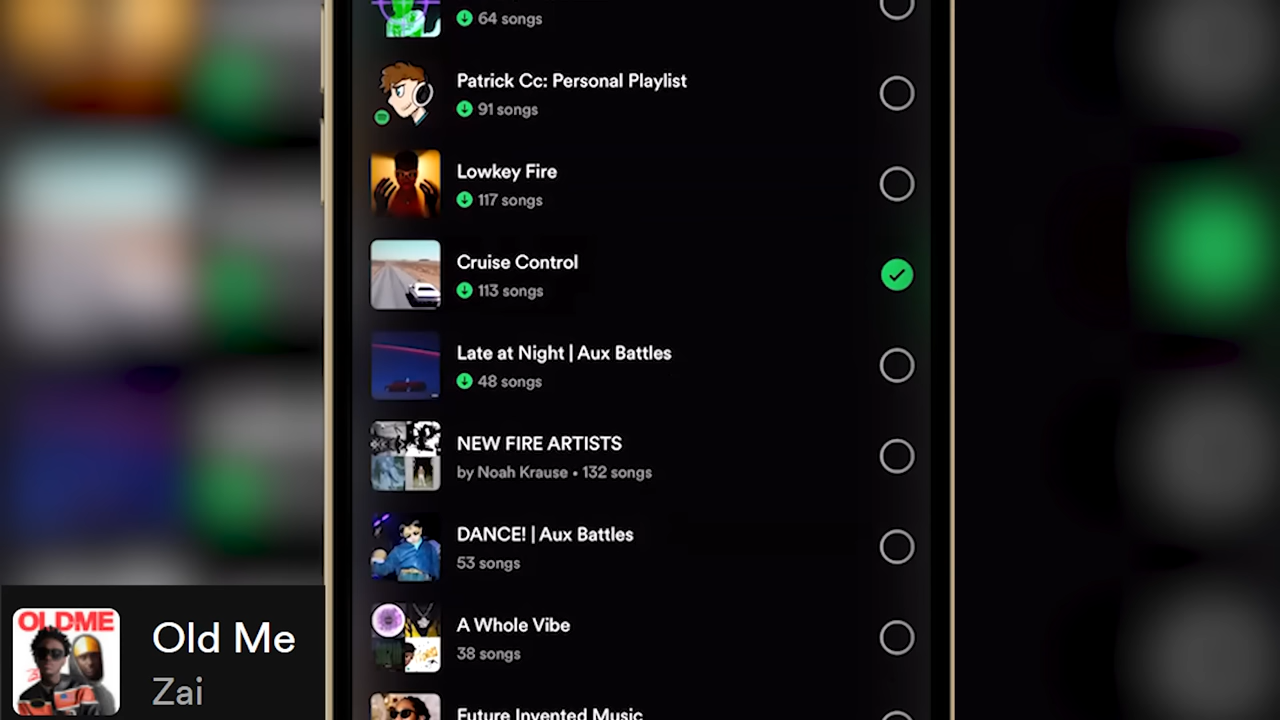 64 songs
Patrick Cc: Personal Playlist
91 songs
Lowkey Fire
117 songs
Cruise Control
113 songs
Late at Night | Aux Battles
48 songs
NEW FIRE ARTISTS
by Noah Krause • 132 songs
DANCE! | Aux Battles
53 songs
A Whole Vibe
38 songs
Future Invented Music
OLDME
Old Me
Zai